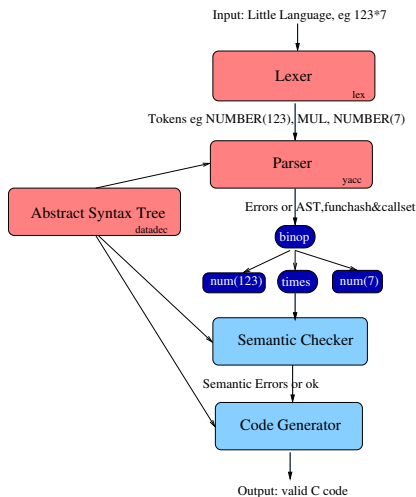 Input: Little Language, eg 123*7
Lexer
lex
Tokens eg NUMBER(123), MUL, NUMBER(7)
Parser
yacc
Abstract Syntax Tree
datadec
Errors or AST,funchash&callset
binop
num(123)
times
num(7)
Semantic Checker
Semantic Errors or ok
Code Generator
Output: valid C code